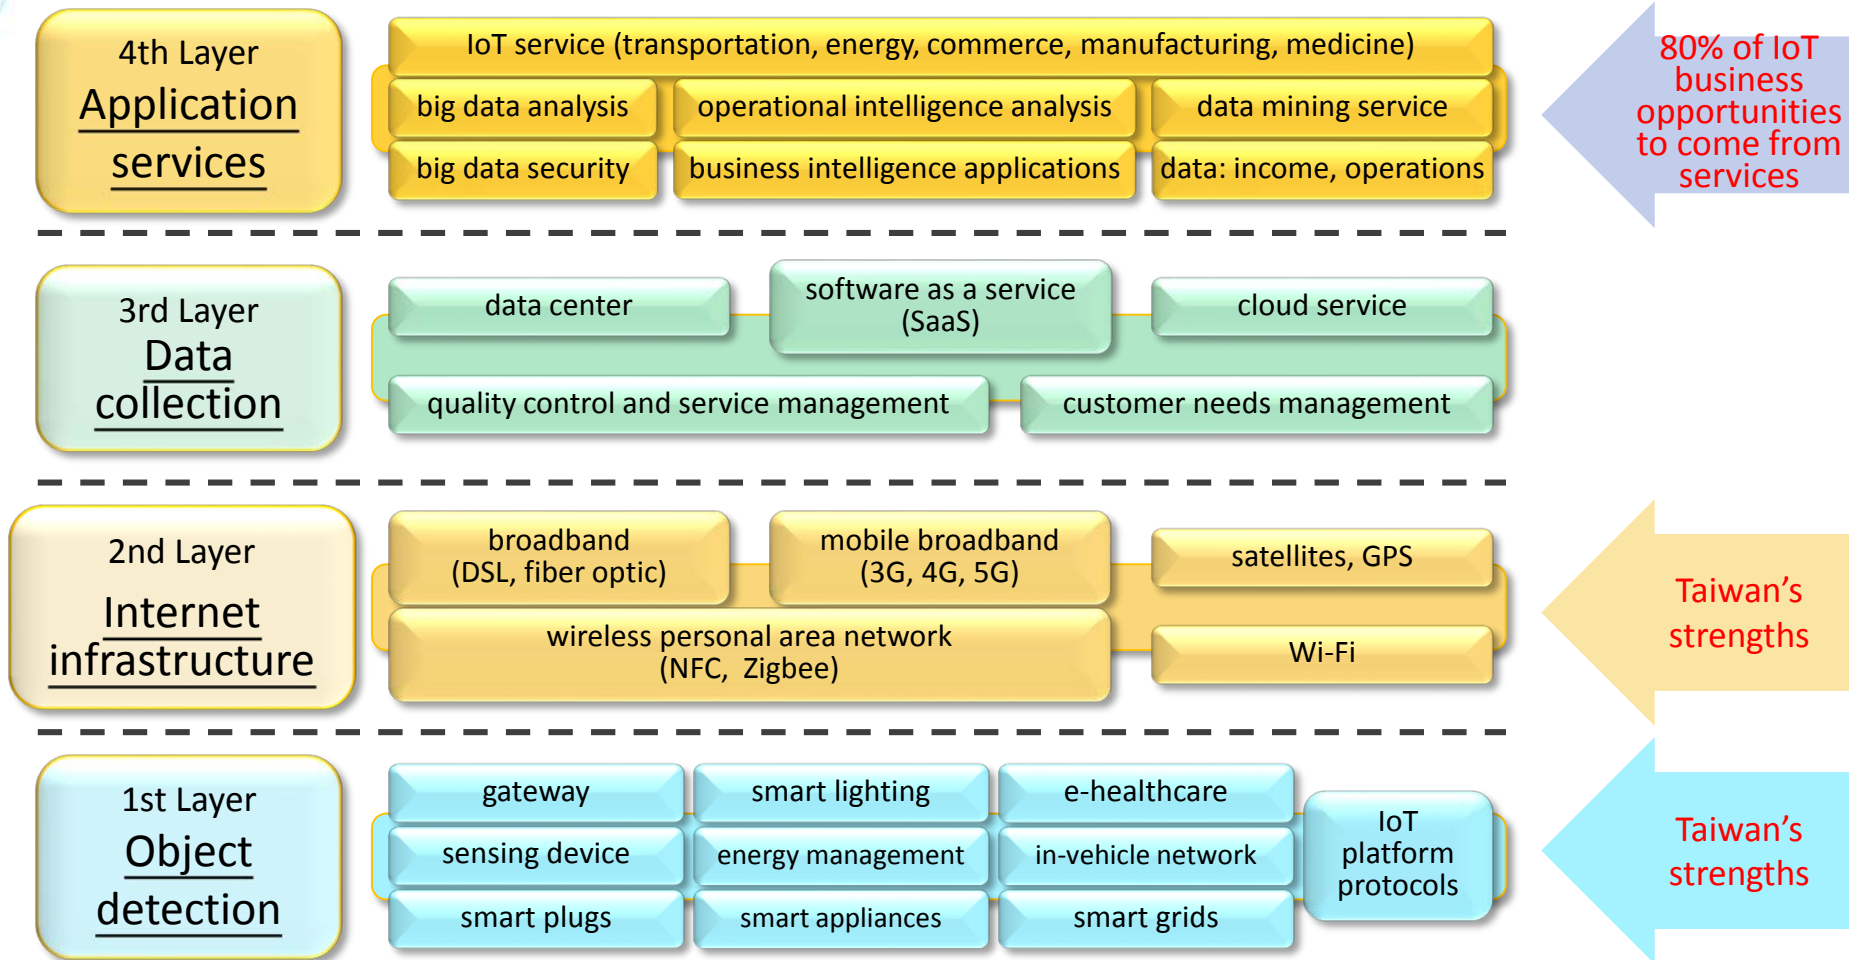 4th Layer
Application
services
IoT service (transportation, energy, commerce, manufacturing, medicine)
big data analysis
operational intelligence analysis
data mining service
big data security
business intelligence applications
data: income, operations
80% of IoT
business
opportunities
to come from
services
3rd Layer
Data
collection
data center
software as a service
(SaaS)
cloud service
quality control and service management
customer needs management
2nd Layer
Internet
infrastructure
broadband
(DSL, fiber optic)
mobile broadband
(3G, 4G, 5G)
satellites, GPS
wireless personal area network
(NFC, Zigbee)
Wi-Fi
Taiwan's
strengths
1st Layer
Object
detection
gateway
smart lighting
e-healthcare
sensing device
energy management
in-vehicle network
smart plugs
smart appliances
smart grids
IoT
platform
protocols
Taiwan's
strengths